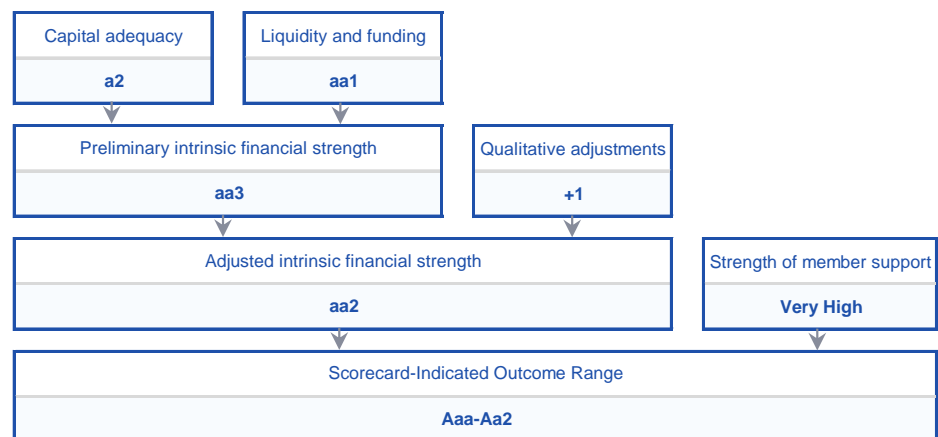 Capital adequacy
a2
Liquidity and funding
aa1
Preliminary intrinsic financial strength
aa3
Qualitative adjustments
+1
Adjusted intrinsic financial strength
aa2
Strength of member support
Very High
Scorecard-Indicated Outcome Range
Aaa-Aa2